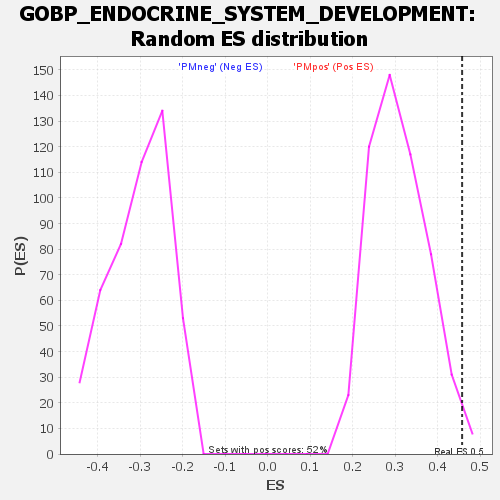 GOBP_ENDOCRINE_SYSTEM_DEVELOPMENT:
Random ES distribution
'PMneg' (Neg ES) 'PMpos' (Pos ES)
150
140
130
120
110
100
90
80
70
60
50
40
30
20
10
0
P(ES)
Sets with pos scores: 52%
Real ES 0.5
-0.4 -0.3 -0.2 -0.1 0.0 0.1 0.2 0.3 0.4 0.5
ES